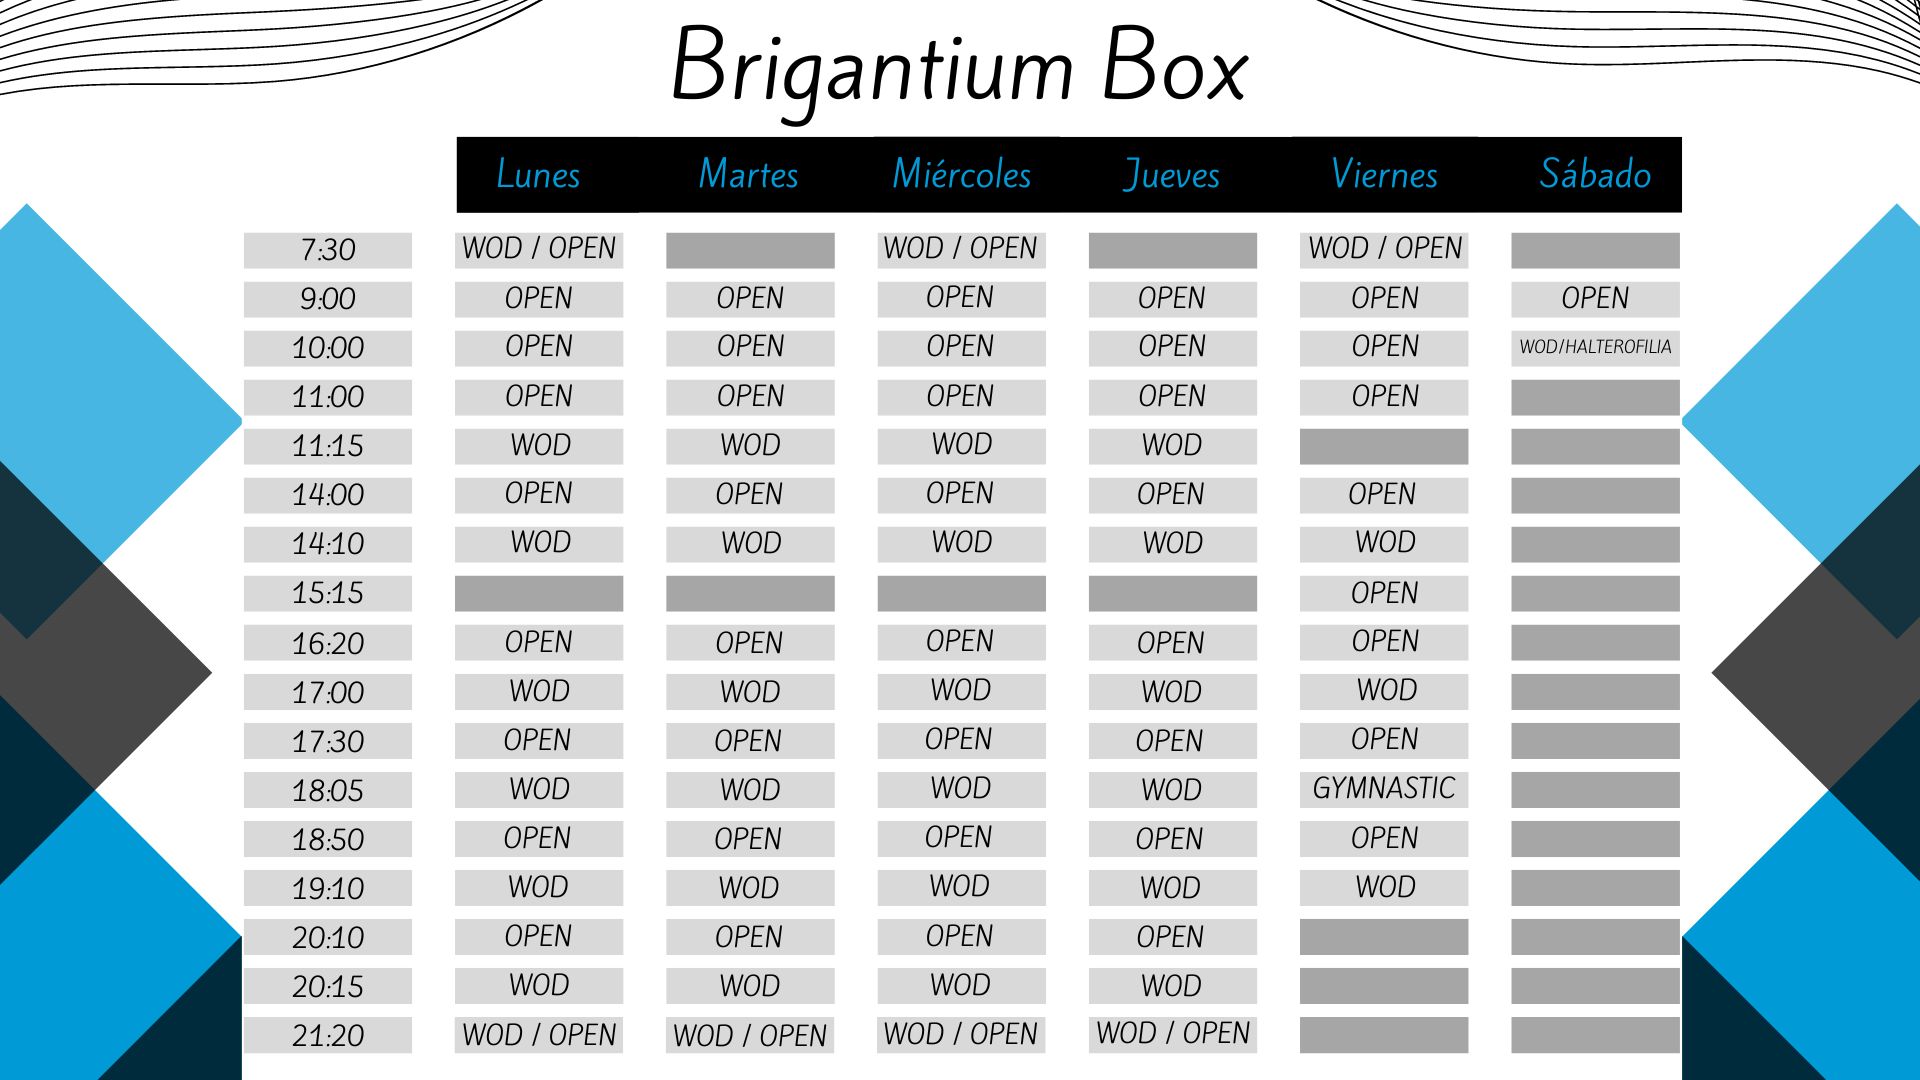 Brigantium Box
Lunes Martes Miércoles Jueves Viernes Sábado
7:30 WOD / OPEN WOD / OPEN WOD / OPEN
9:00 OPEN OPEN OPEN OPEN OPEN OPEN
10:00 OPEN OPEN OPEN OPEN OPEN WOD/HALTEROFILIA
11:00 OPEN OPEN OPEN OPEN OPEN
11:15 WOD WOD WOD WOD
14:00 OPEN OPEN OPEN OPEN OPEN
14:10 WOD WOD WOD WOD WOD
15:15 OPEN
16:20 OPEN OPEN OPEN OPEN OPEN
17:00 WOD WOD WOD WOD WOD
17:30 OPEN OPEN OPEN OPEN OPEN
18:05 WOD WOD WOD WOD GYMNASTIC
18:50 OPEN OPEN OPEN OPEN OPEN
19:10 WOD WOD WOD WOD WOD
20:10 OPEN OPEN OPEN OPEN
20:15 WOD WOD WOD WOD
21:20 WOD / OPEN WOD / OPEN WOD / OPEN WOD / OPEN